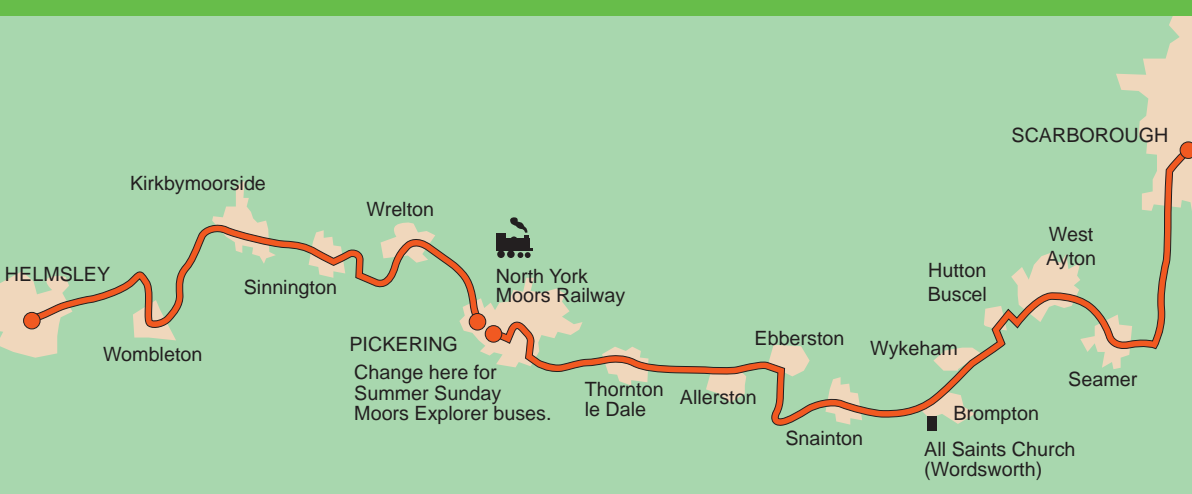 SCARBOROUGH
Kirkbymoorside
Wrelton
West
Ayton
HELMSLEY
Sinnington
North York
Moors Railway
Hutton
Buscel
Wombleton
PICKERING
Change here for
Summer Sunday
Moors Explorer buses.
Ebberston
Wykeham
Thornton
le Dale
Allerston
Seamer
Snainton
Brompton
All Saints Church
(Wordsworth)